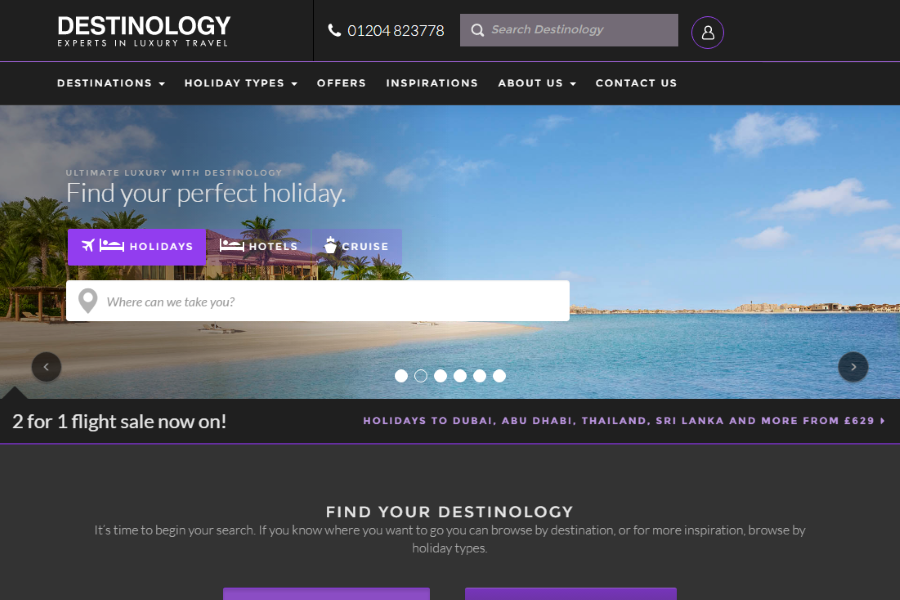 DESTINOLOGY
EXPERTS IN LUXURY TRAVEL
01204 823778
Search Destinology
DESTINATIONS
HOLIDAY TYPES
OFFERS
INSPIRATIONS
ABOUT US
CONTACT US
ULTIMATE LUXURY WITH DESTINOLOGY
Find your perfect holiday.
HOLIDAYS
HOTELS
CRUISE
Where can we take you?
2 for 1 flight sale now on!
HOLIDAYS TO DUBAI, ABU DHABI, THAILAND, SRI LANKA AND MORE FROM £629
FIND YOUR DESTINOLOGY
It's time to begin your search. If you know where you want to go you can browse by destination, or for more inspiration, browse by
holiday types.